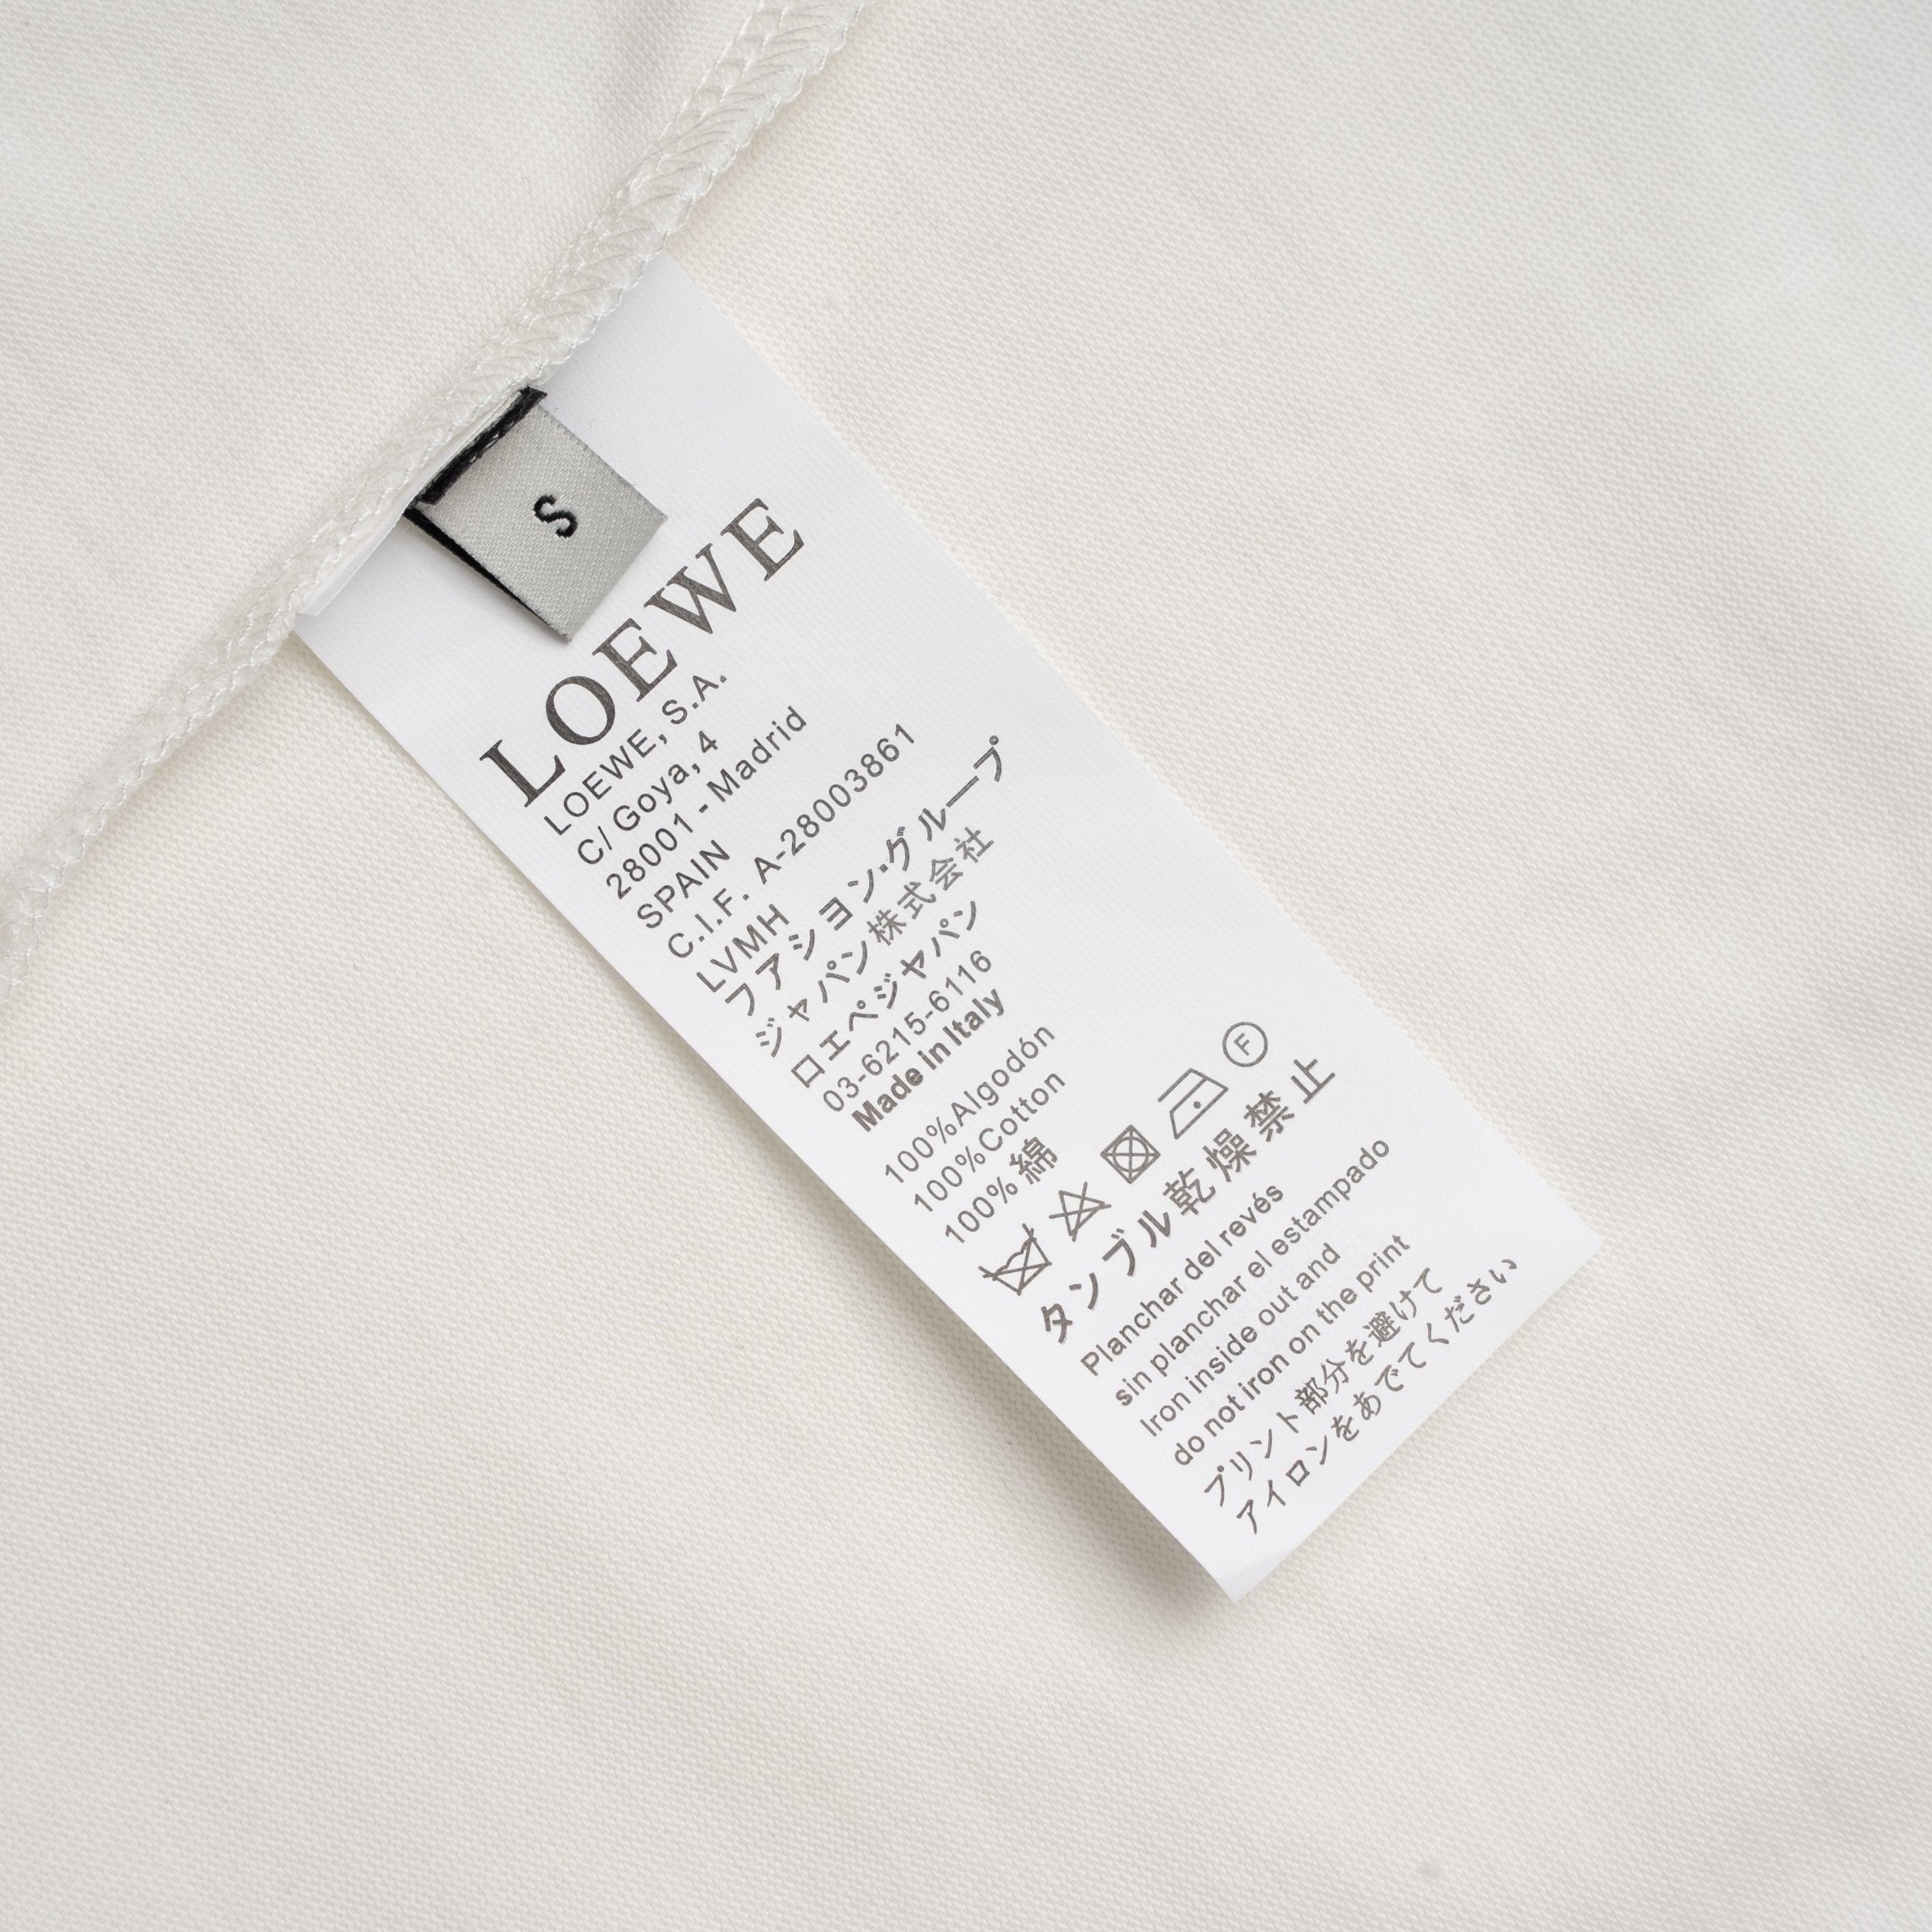 S
LOEWE
LOEWE, S.A.
C/ Goya, 4
28001 - Madrid
SPAIN
C.I.F. A-28003861
LVMH
フアシヨン・グループ
ジャパン株式会社
ロエベジャパン
03-6215-6116
Made in Italy
100%Algodón
100%Cotton
100% 綿
F
タンブル乾燥禁止
Planchar del revés
sin planchar el estampado
Iron inside out and
do not iron on the print
プリント部分を避けて
アイロンをあでてください